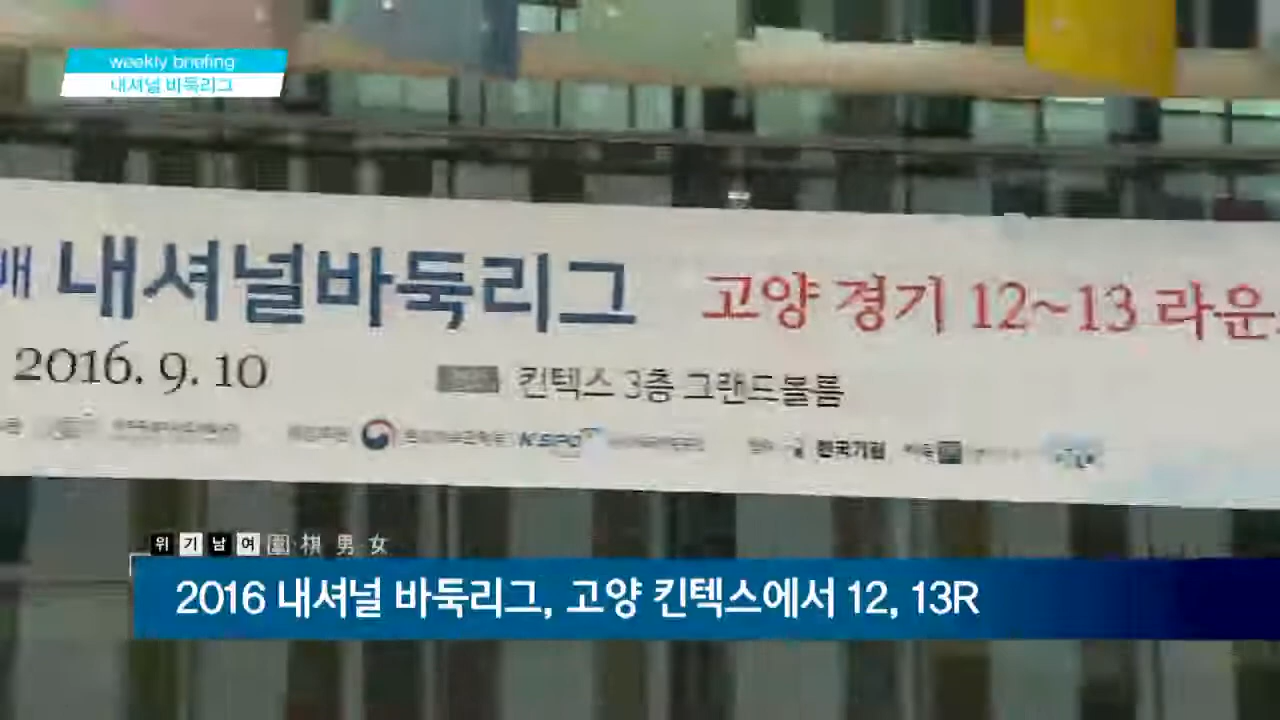 weekly briefing
내셔널 바둑리그
배 내셔널바둑리그 고양 경기 12~13 라운
2016. 9. 10 킨텍스 3층 그랜드볼룸
KSPO 한국기원
위기남여 圍棋男女
2016 내셔널 바둑리그, 고양 킨텍스에서 12, 13R